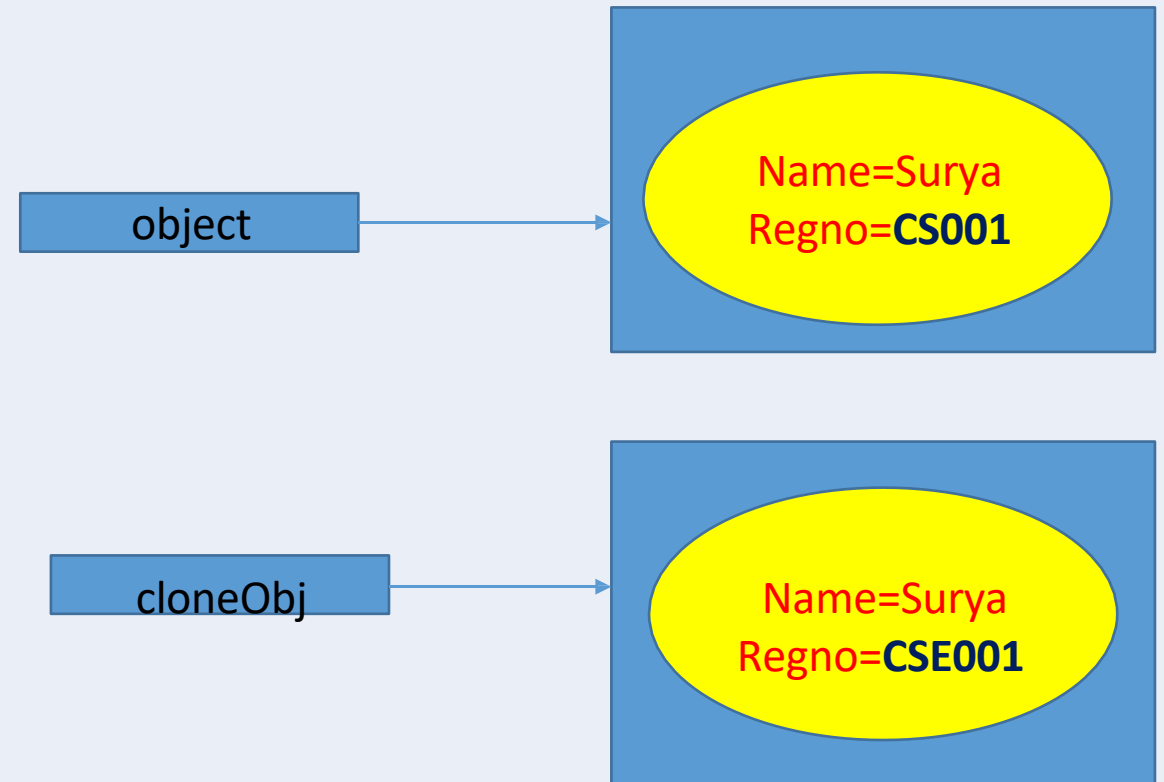 object
Name=Surya
Regno=CS001
cloneObj
Name=Surya
Regno=CSE001